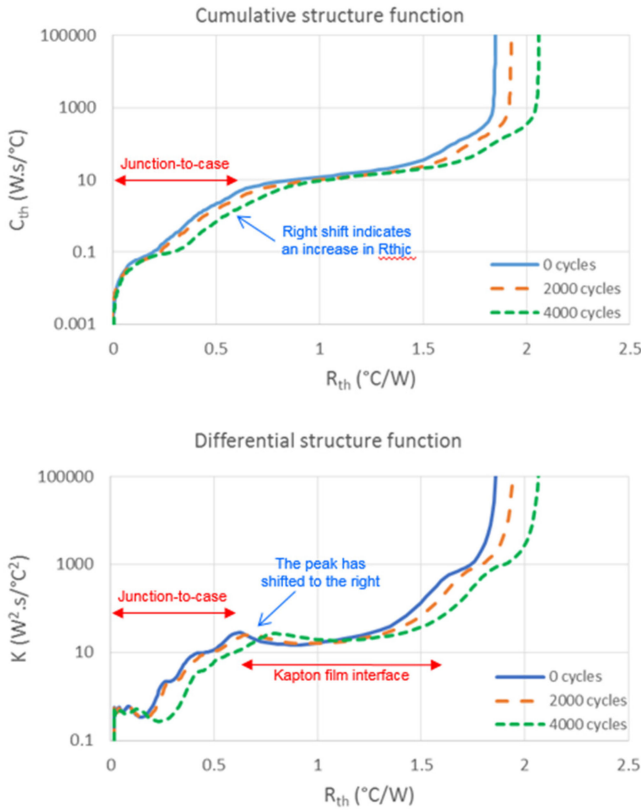 Cumulative structure function
100000
1000
10
0.1
0.001
C_th (W.s/°C)
Junction-to-case
Right shift indicates
an increase in Rthjc
0 cycles
2000 cycles
4000 cycles
0 0.5 1 1.5 2 2.5
R_th (°C/W)
Differential structure function
100000
1000
10
0.1
K (W².s/°C²)
The peak has
shifted to the right
Junction-to-case
Kapton film interface
0 cycles
2000 cycles
4000 cycles
0 0.5 1 1.5 2 2.5
R_th (°C/W)